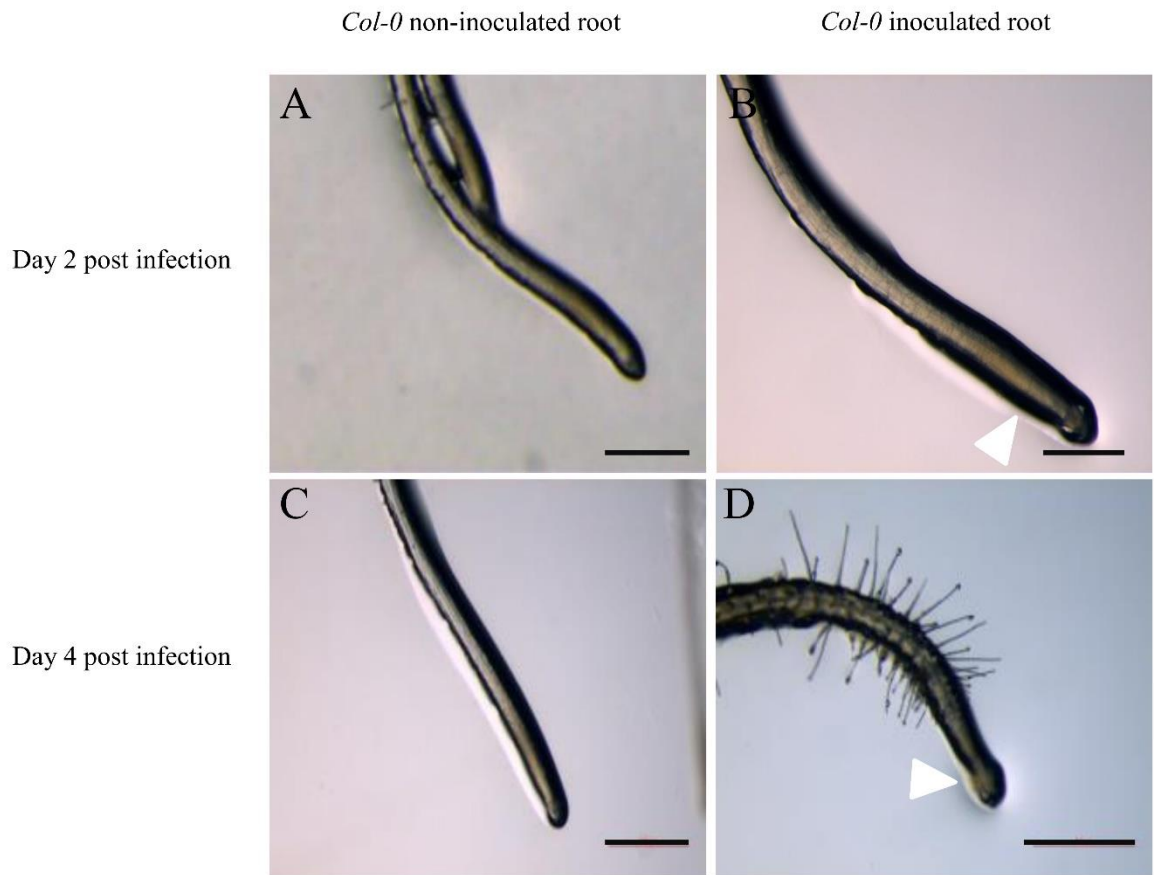 Col-0 non-inoculated root
Col-0 inoculated root
A
B
Day 2 post infection
C
D
Day 4 post infection